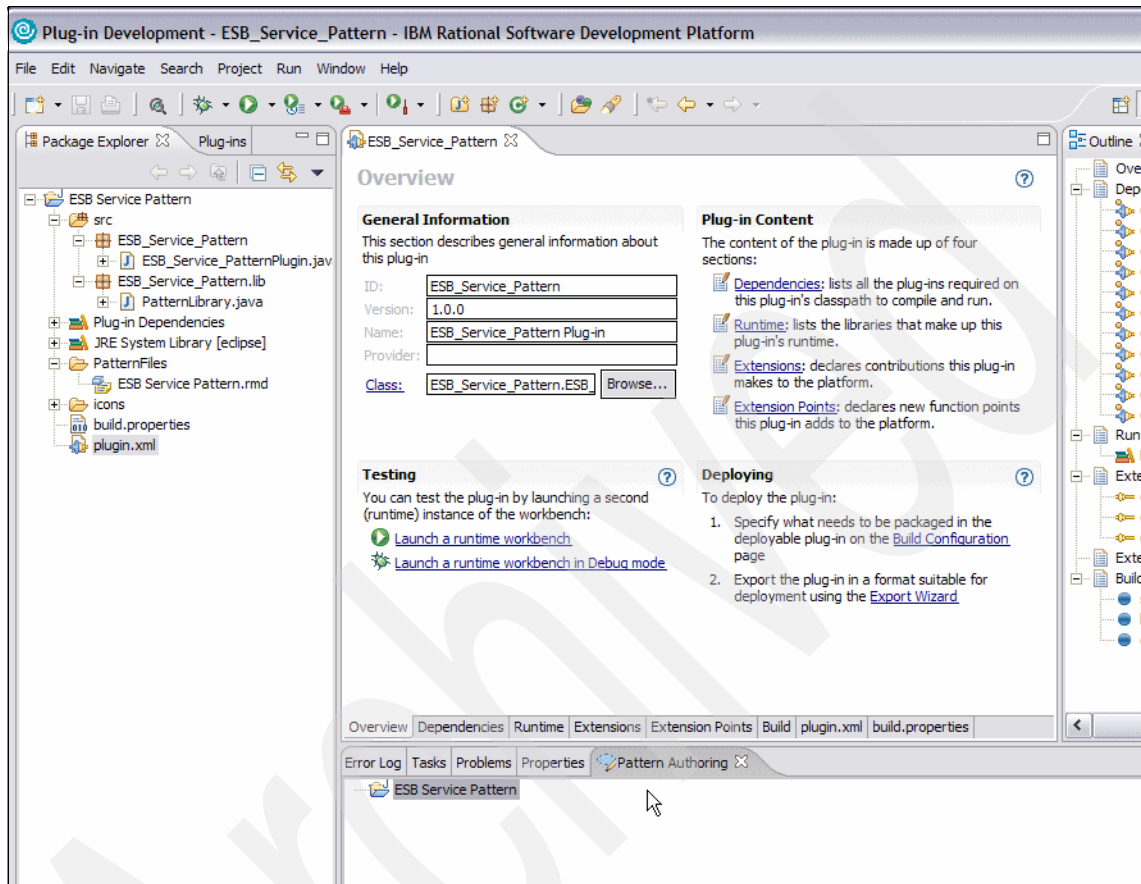 Plug-in Development - ESB_Service_Pattern - IBM Rational Software Development Platform
File Edit Navigate Search Project Run Window Help
Package Explorer Plug-ins
ESB Service Pattern
src
ESB_Service_Pattern
ESB_Service_PatternPlugin.jav
ESB_Service_Pattern.lib
PatternLibrary.java
Plug-in Dependencies
JRE System Library [eclipse]
PatternFiles
ESB Service Pattern.rmd
icons
build.properties
plugin.xml
ESB_Service_Pattern
Overview
General Information
This section describes general information about
this plug-in
ID: ESB_Service_Pattern
Version: 1.0.0
Name: ESB_Service_Pattern Plug-in
Provider:
Class: ESB_Service_Pattern.ESB_ Browse...
Plug-in Content
The content of the plug-in is made up of four
sections:
Dependencies: lists all the plug-ins required on
this plug-in's classpath to compile and run.
Runtime: lists the libraries that make up this
plug-in's runtime.
Extensions: declares contributions this plug-in
makes to the platform.
Extension Points: declares new function points
this plug-in adds to the platform.
Testing
You can test the plug-in by launching a second
(runtime) instance of the workbench:
Launch a runtime workbench
Launch a runtime workbench in Debug mode
Deploying
To deploy the plug-in:
1. Specify what needs to be packaged in the
deployable plug-in on the Build Configuration
page
2. Export the plug-in in a format suitable for
deployment using the Export Wizard
Overview Dependencies Runtime Extensions Extension Points Build plugin.xml build.properties
Outline
Ove
Dep
Run
Exte
Exte
Build
Error Log Tasks Problems Properties Pattern Authoring
ESB Service Pattern
Archived